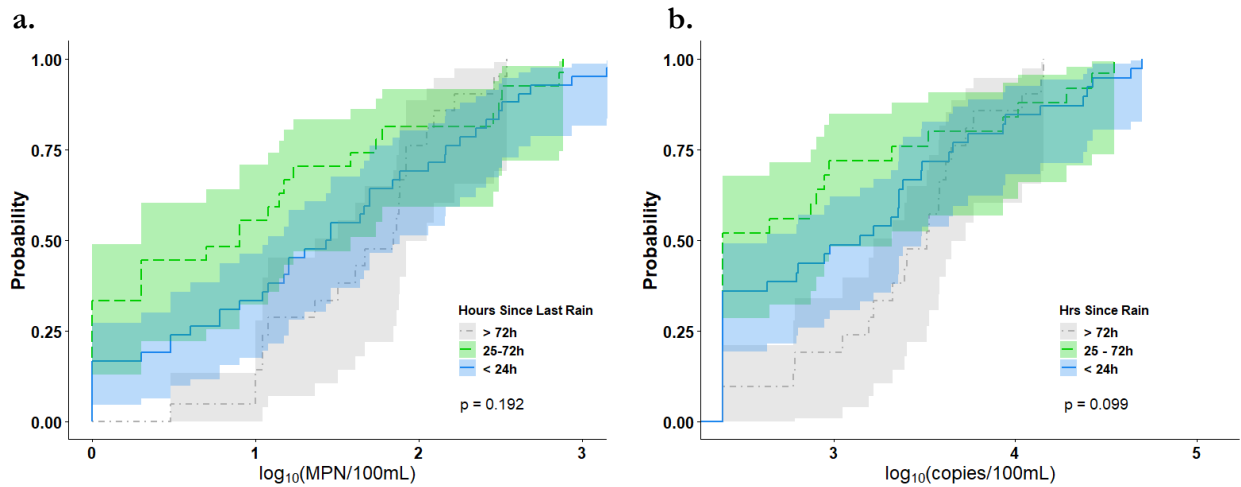 a.
Probability
1.00
0.75
0.50
0.25
0.00
Hours Since Last Rain
> 72h
25-72h
< 24h
p = 0.192
0 1 2 3
log₁₀(MPN/100mL)
b.
Probability
1.00
0.75
0.50
0.25
0.00
Hrs Since Rain
> 72h
25 - 72h
< 24h
p = 0.099
3 4 5
log₁₀(copies/100mL)